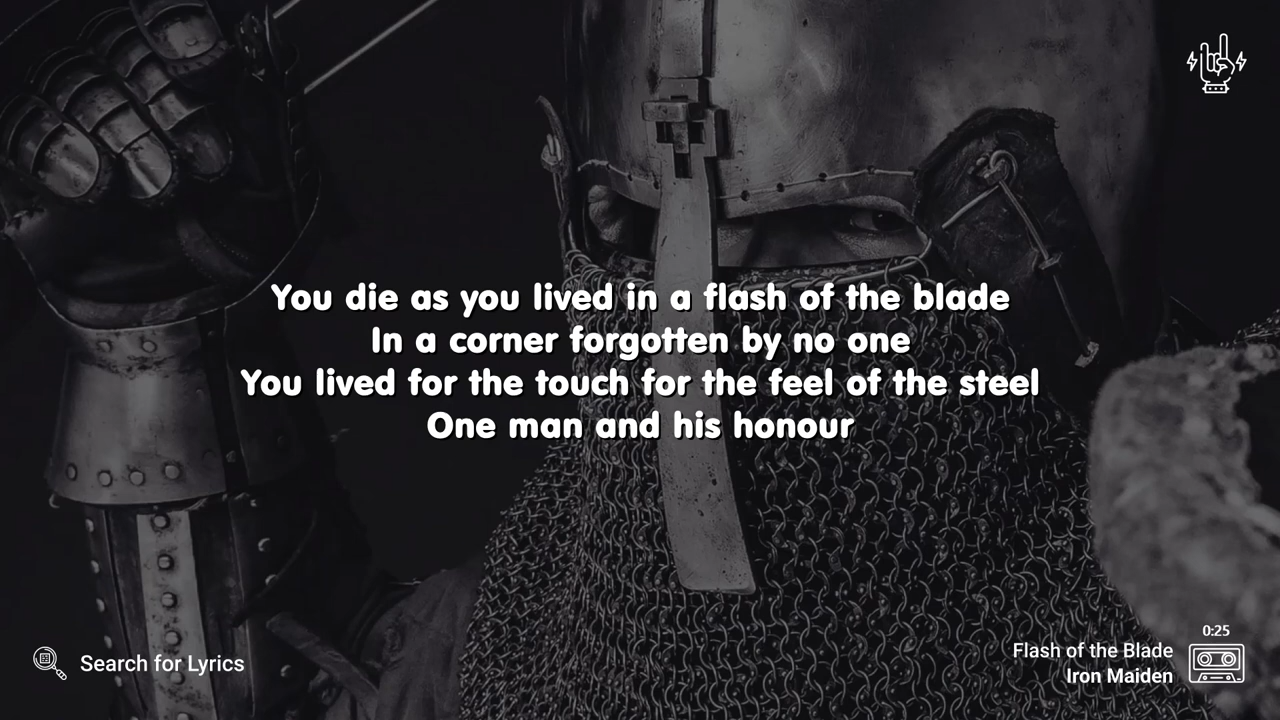 You die as you lived in a flash of the blade
In a corner forgotten by no one
You lived for the touch for the feel of the steel
One man and his honour
Search for Lyrics
0:25
Flash of the Blade
Iron Maiden